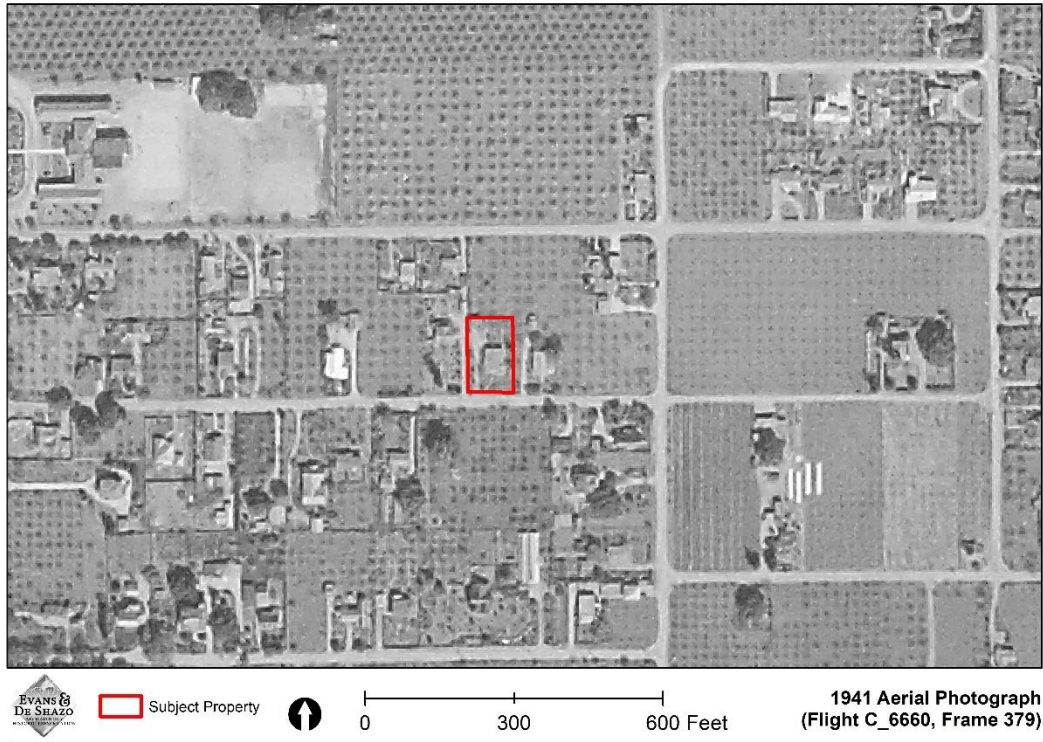 EVANS &
DE SHAZO
Subject Property
0
300
600 Feet
1941 Aerial Photograph
(Flight C_6660, Frame 379)